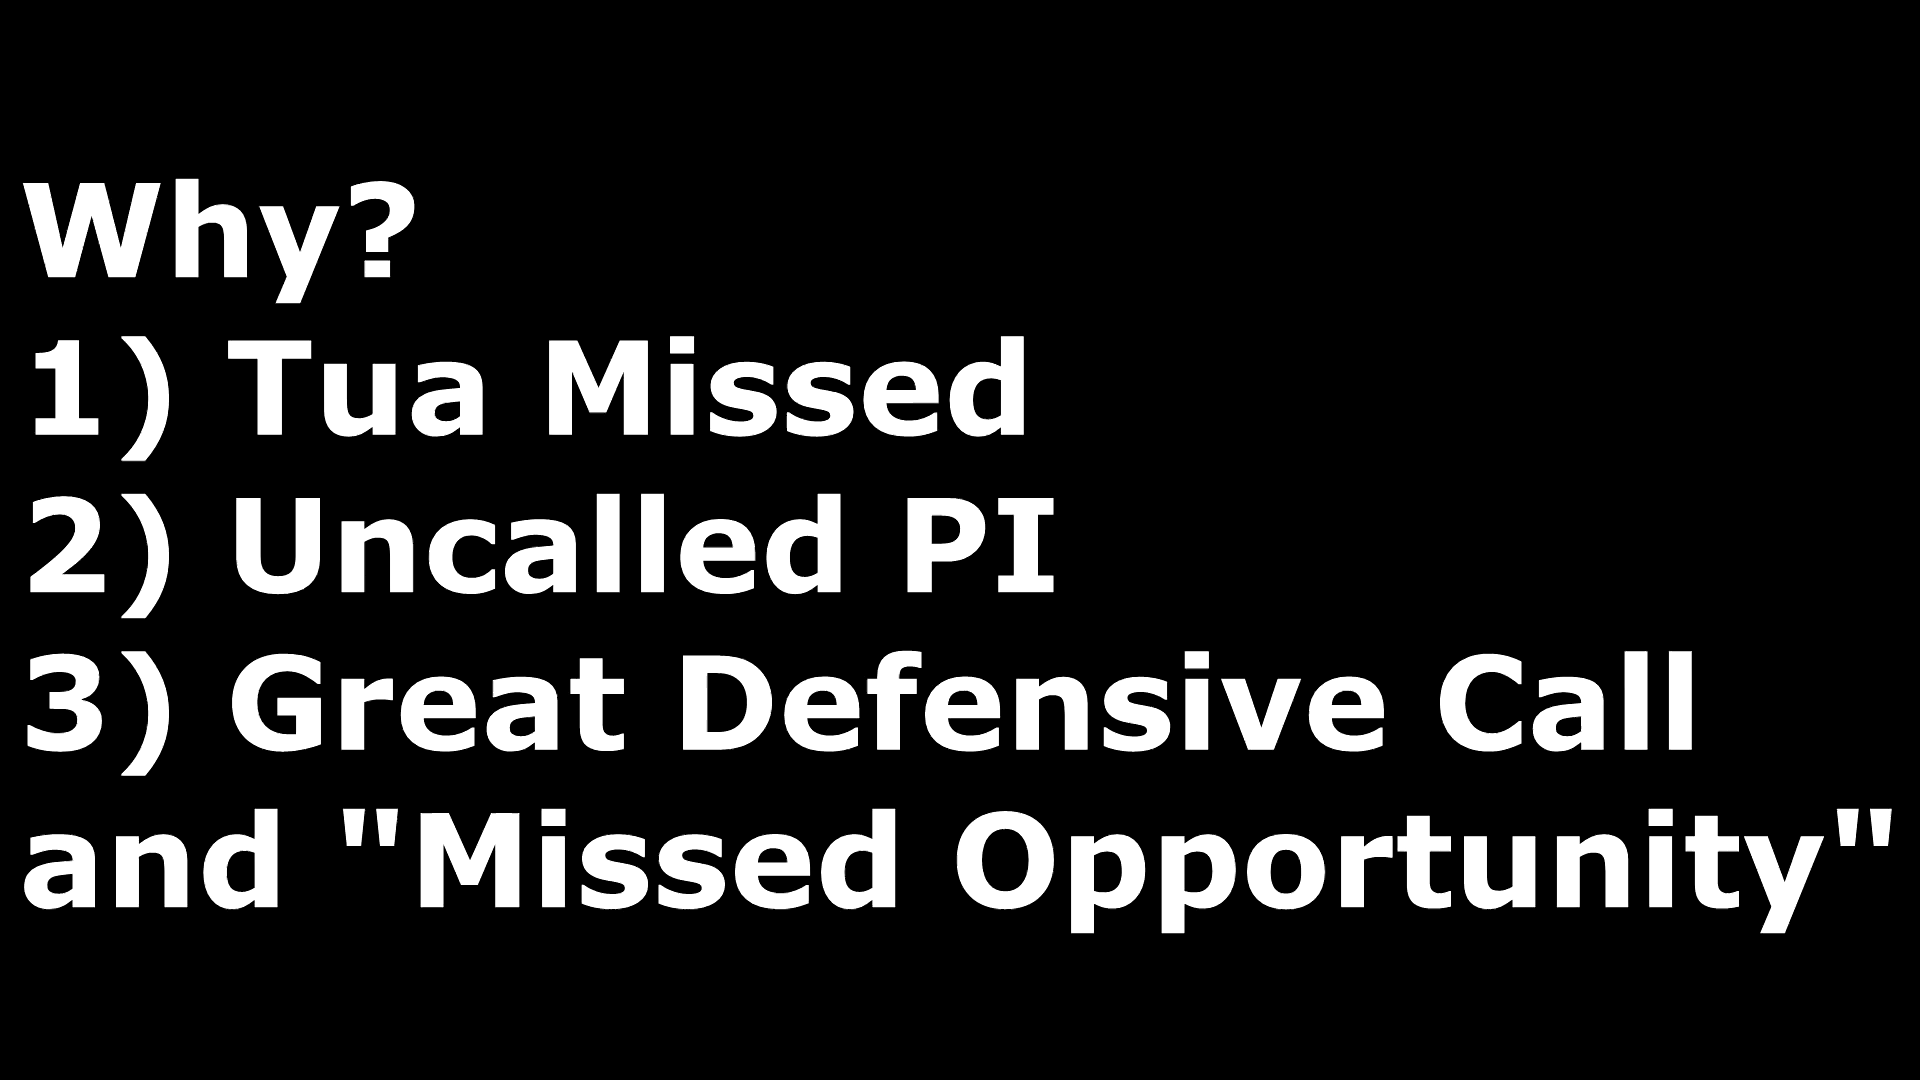 Why?
1) Tua Missed
2) Uncalled PI
3) Great Defensive Call
and "Missed Opportunity"